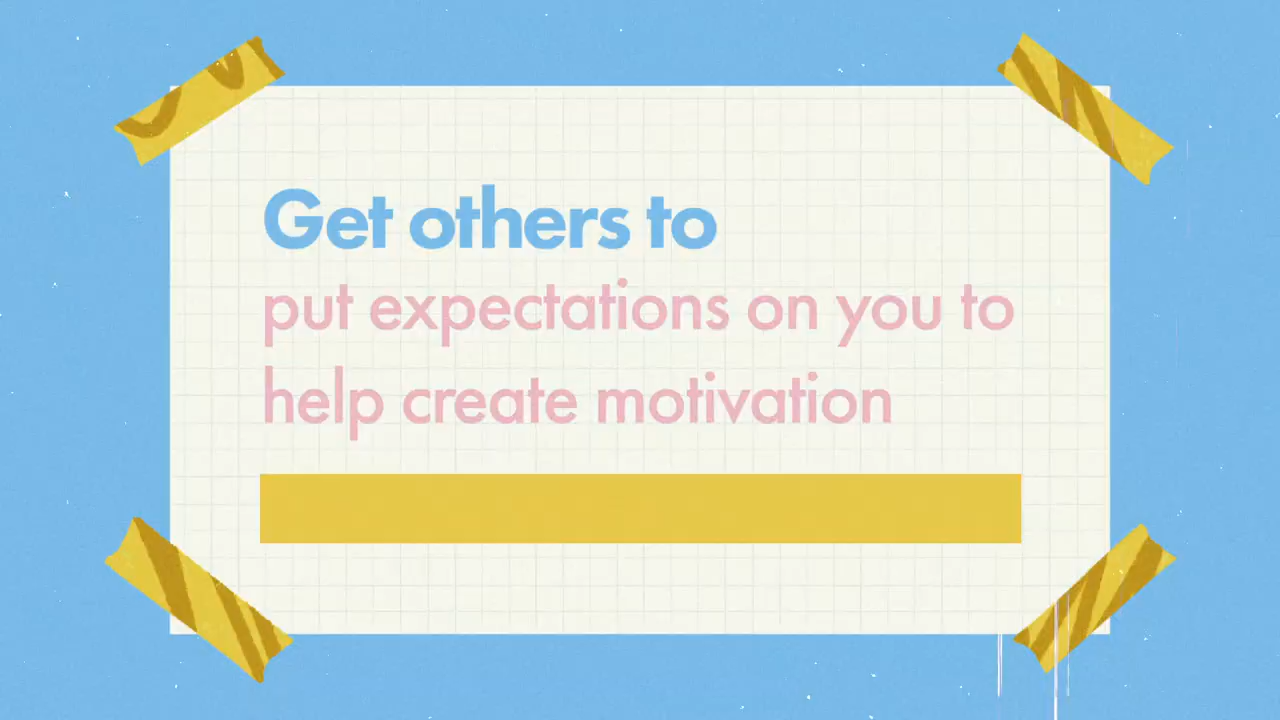 Get others to
put expectations on you to
help create motivation